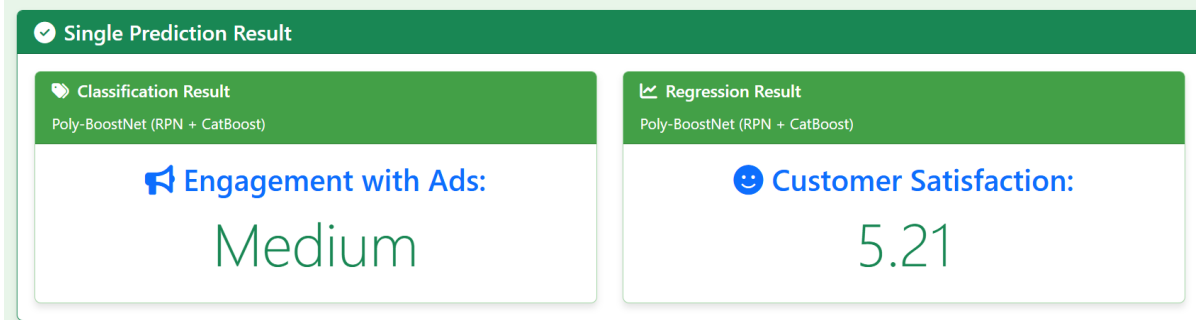 Single Prediction Result
Classification Result
Poly-BoostNet (RPN + CatBoost)
Engagement with Ads:
Medium
Regression Result
Poly-BoostNet (RPN + CatBoost)
Customer Satisfaction:
5.21